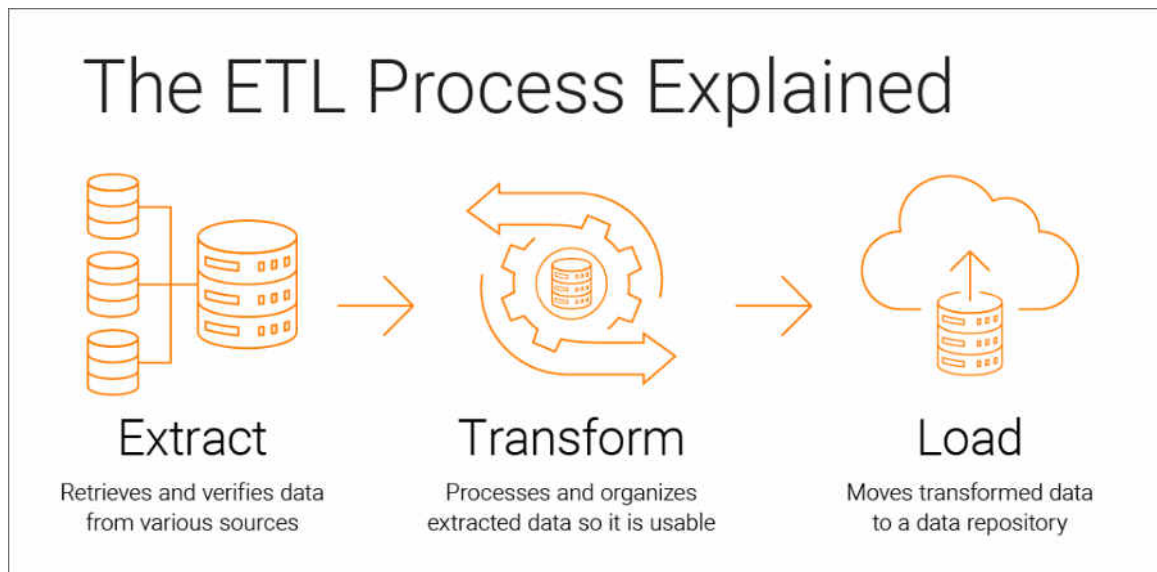 The ETL Process Explained
Extract
Retrieves and verifies data
from various sources
Transform
Processes and organizes
extracted data so it is usable
Load
Moves transformed data
to a data repository